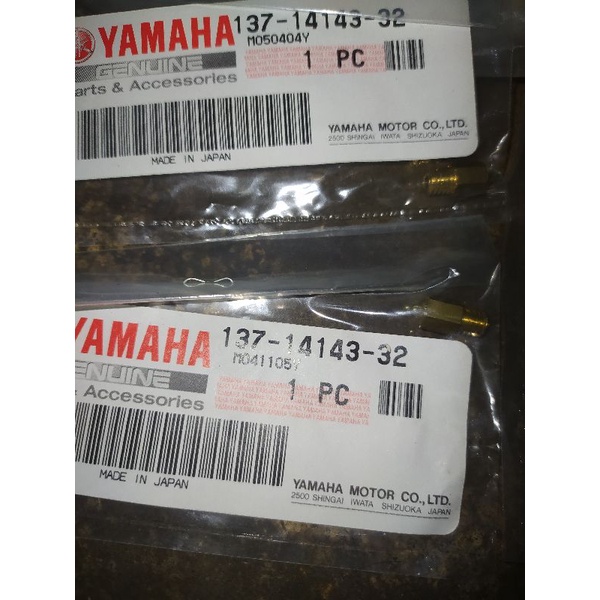 YAMAHA 137-14143-32
M050404Y
GENUINE 1 PC
arts & Accessories
YAMAHA MOTOR CO., LTD.
2500 SHINGAI IWATA SHIZUOKA JAPAN
MADE IN JAPAN
YAMAHA 137-14143-32
M041105Y
ENUINE 1 PC
& Accessories
YAMAHA MOTOR CO., LTD.
2500 SHINGAI IWATA SHIZUOKA JAPAN
MADE IN JAPAN